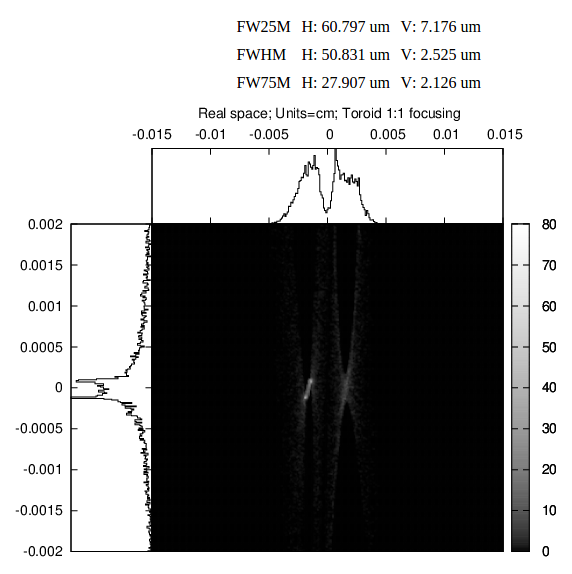 FW25M H: 60.797 um V: 7.176 um
FWHM H: 50.831 um V: 2.525 um
FW75M H: 27.907 um V: 2.126 um
Real space; Units=cm; Toroid 1:1 focusing
-0.015 -0.01 -0.005 0 0.005 0.01 0.015
0.002 80
0.0015 70
0.001 60
0.0005 50
0 40
-0.0005 30
-0.001 20
-0.0015 10
-0.002 0